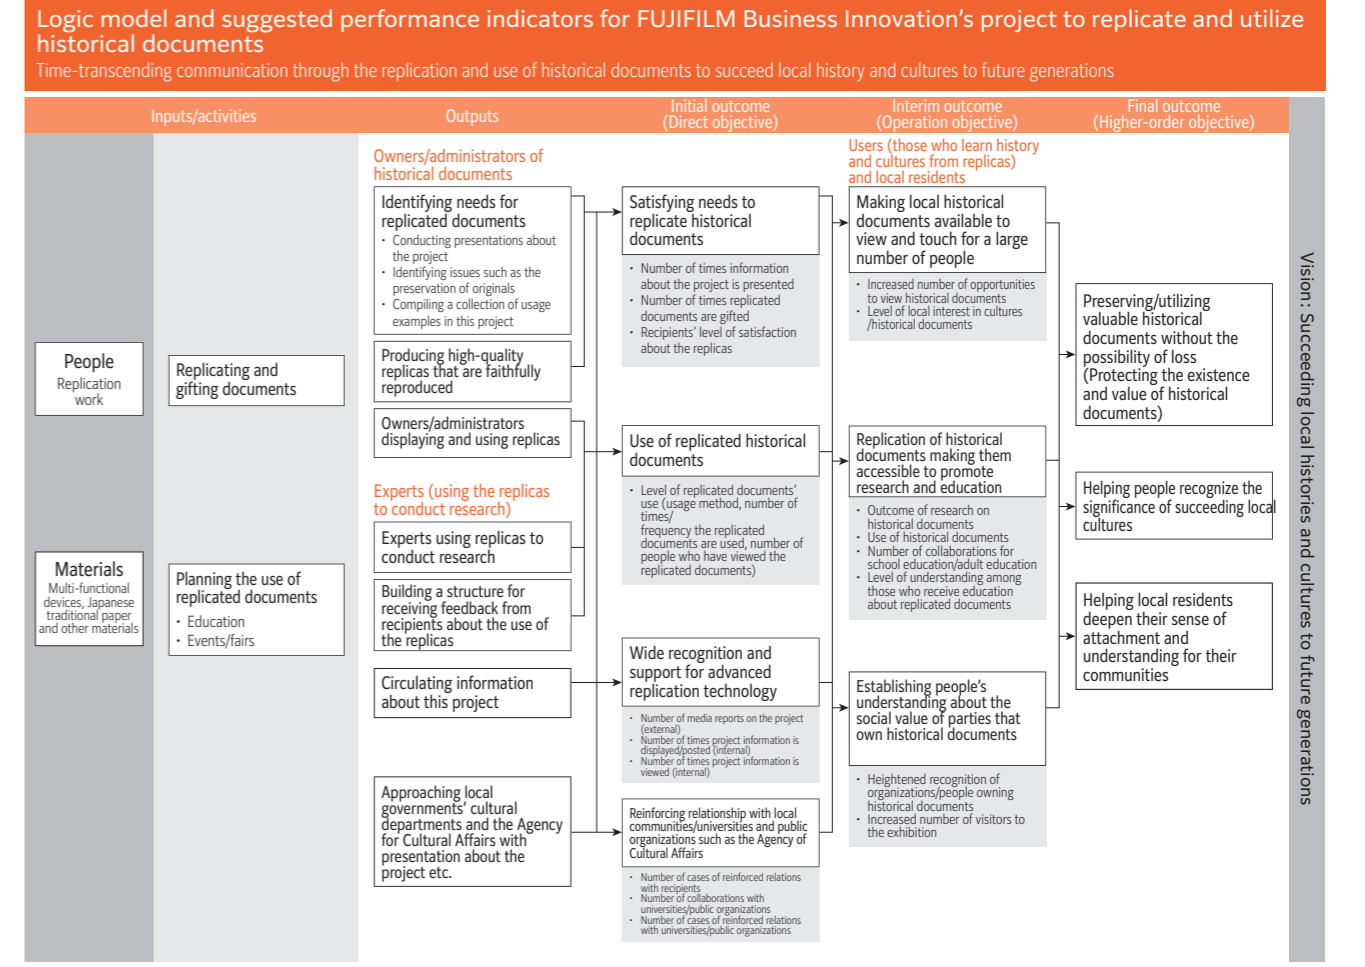 Logic model and suggested performance indicators for FUJIFILM Business Innovation's project to replicate and utilize
historical documents
Time-transcending communication through the replication and use of historical documents to succeed local history and cultures to future generations
Inputs/activities
Outputs
Initial outcome
(Direct objective)
Interim outcome
(Operation objective)
Final outcome
(Higher-order objective)
People
Replication
work
Materials
Multi-functional
devices, Japanese
traditional paper
and other materials
Replicating and
gifting documents
Planning the use of
replicated documents
• Education
• Events/fairs
Owners/administrators of
historical documents
Identifying needs for
replicated documents
• Conducting presentations about
the project
• Identifying issues such as the
preservation of originals
• Compiling a collection of usage
examples in this project
Producing high-quality
replicas that are faithfully
reproduced
Owners/administrators
displaying and using replicas
Experts (using the replicas
to conduct research)
Experts using replicas to
conduct research
Building a structure for
receiving feedback from
recipients about the use of
the replicas
Circulating information
about this project
Approaching local
governments' cultural
departments and the Agency
for Cultural Affairs with
presentation about the
project etc.
Satisfying needs to
replicate historical
documents
• Number of times information
about the project is presented
• Number of times replicated
documents are gifted
• Recipients' level of satisfaction
about the replicas
Use of replicated historical
documents
• Level of replicated documents'
use (usage method, number of
times/
frequency the replicated
documents are used, number of
people who have viewed the
replicated documents)
Wide recognition and
support for advanced
replication technology
• Number of media reports on the project
(external)
• Number of times project information is
displayed/posted (internal)
• Number of times project information is
viewed (internal)
Reinforcing relationship with local
communities/universities and public
organizations such as the Agency of
Cultural Affairs
• Number of cases of reinforced relations
with recipients
• Number of collaborations with
universities/public organizations
• Number of cases of reinforced relations
with universities/public organizations
Users (those who learn history
and cultures from replicas)
and local residents
Making local historical
documents available to
view and touch for a large
number of people
• Increased number of opportunities
to view historical documents
• Level of local interest in cultures
/historical documents
Replication of historical
documents making them
accessible to promote
research and education
• Outcome of research on
historical documents
• Use of historical documents
• Number of collaborations for
school education/adult education
• Level of understanding among
those who receive education
about replicated documents
Establishing people's
understanding about the
social value of parties that
own historical documents
• Heightened recognition of
organizations/people owning
historical documents
• Increased number of visitors to
the exhibition
Preserving/utilizing
valuable historical
documents without the
possibility of loss
(Protecting the existence
and value of historical
documents)
Helping people recognize the
significance of succeeding local
cultures
Helping local residents
deepen their sense of
attachment and
understanding for their
communities
Vision: Succeeding local histories and cultures to future generations